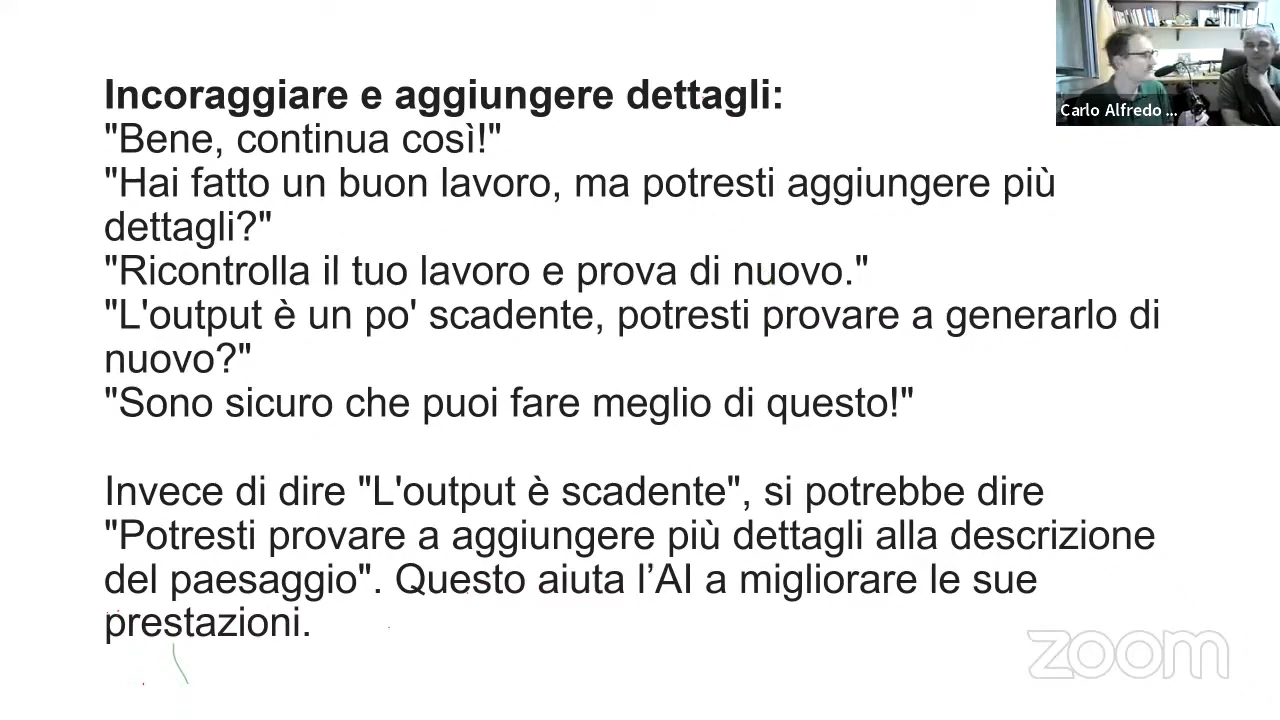 Incoraggiare e aggiungere dettagli:
"Bene, continua così!"
"Hai fatto un buon lavoro, ma potresti aggiungere più
dettagli?"
"Ricontrolla il tuo lavoro e prova di nuovo."
"L'output è un po' scadente, potresti provare a generarlo di
nuovo?"
"Sono sicuro che puoi fare meglio di questo!"
Invece di dire "L'output è scadente", si potrebbe dire
"Potresti provare a aggiungere più dettagli alla descrizione
del paesaggio". Questo aiuta l’AI a migliorare le sue
prestazioni.
Carlo Alfredo ...
zoom